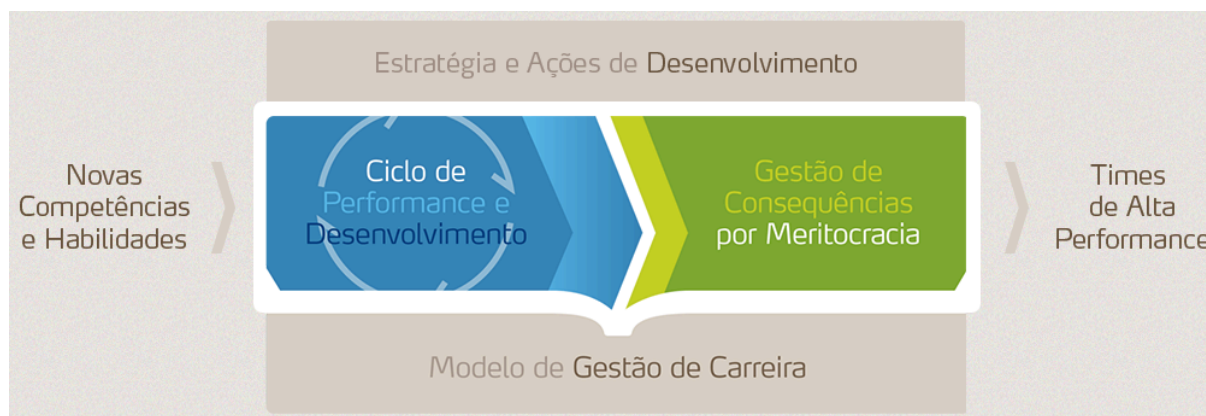 Estratégia e Ações de Desenvolvimento
Novas
Competências
e Habilidades
Ciclo de
Performance e
Desenvolvimento
Gestão de
Consequências
por Meritocracia
Times
de Alta
Performance
Modelo de Gestão de Carreira